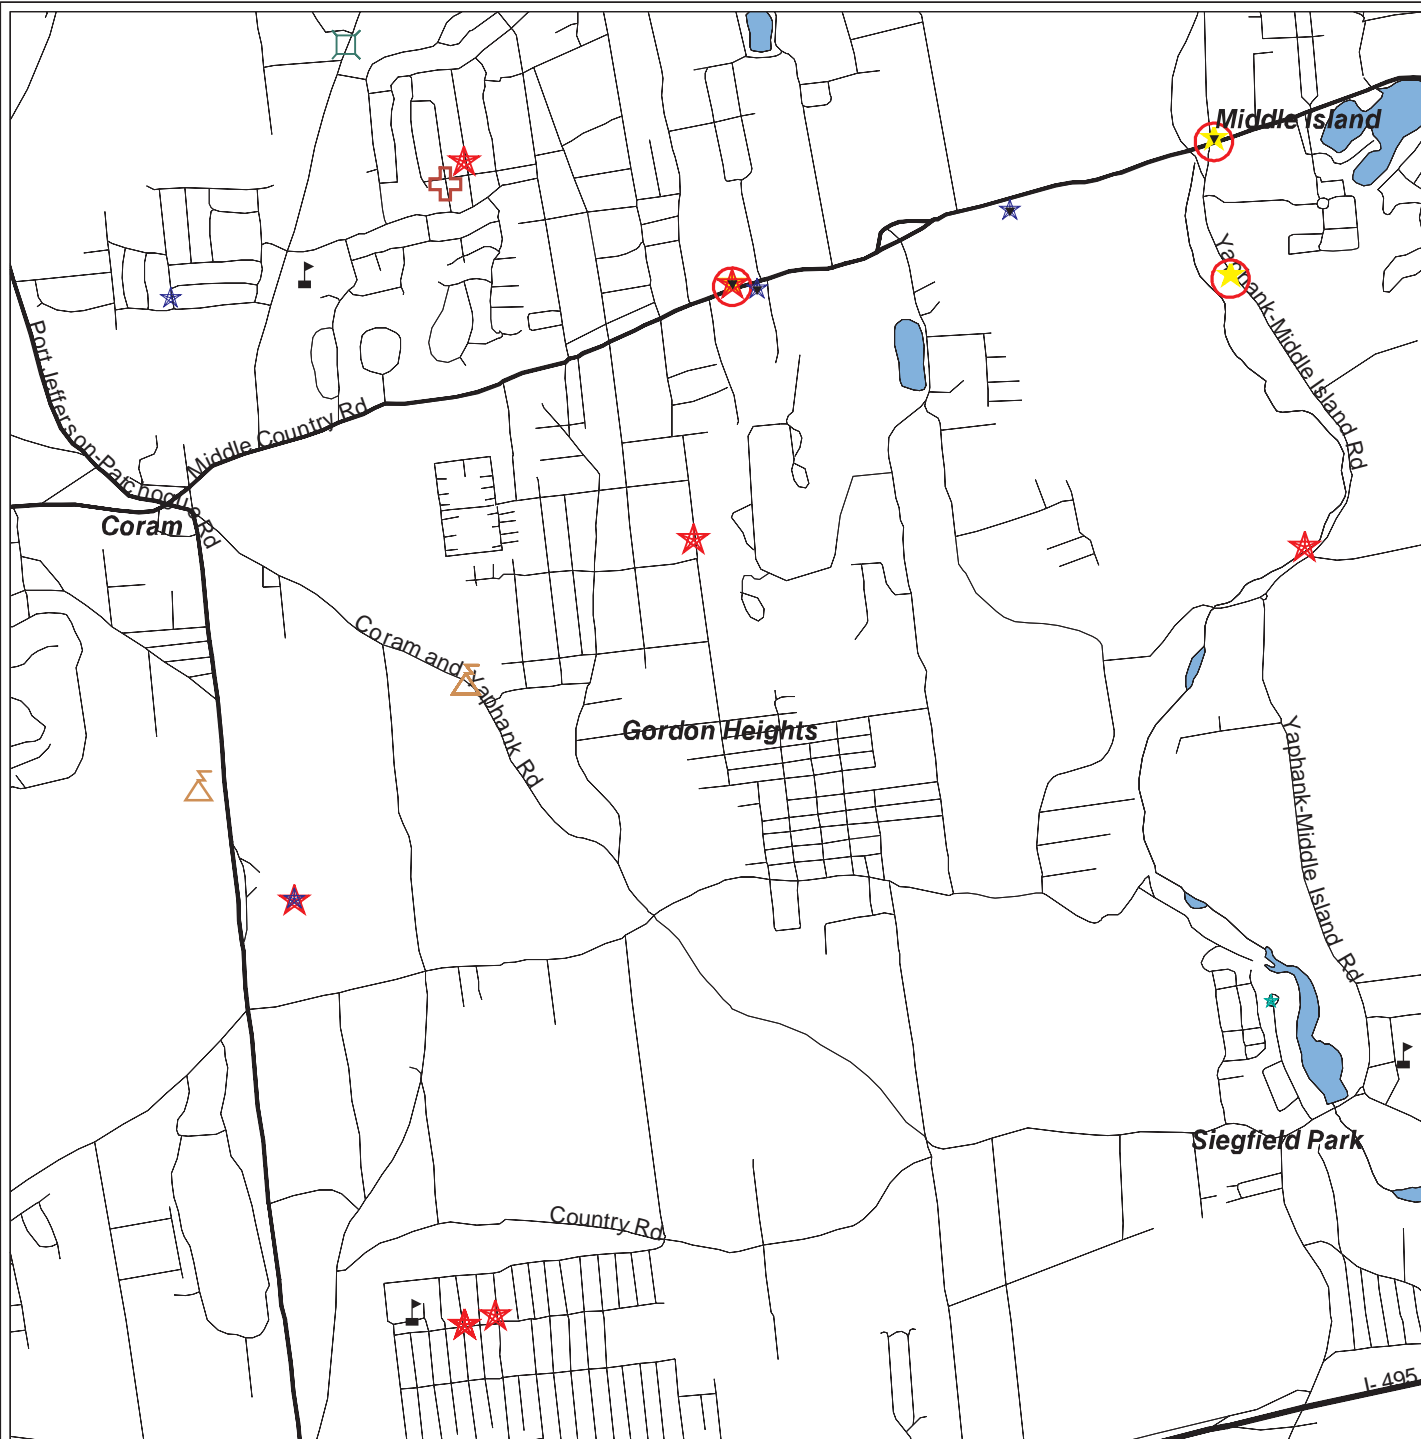 Middle Island
Yaphank-Middle Island Rd
Port Jefferson-Patchogue Rd
Middle Country Rd
Coram
Coram and Yaphank Rd
Gordon Heights
Yaphank-Middle Island Rd
Siegfield Park
Country Rd
I-495